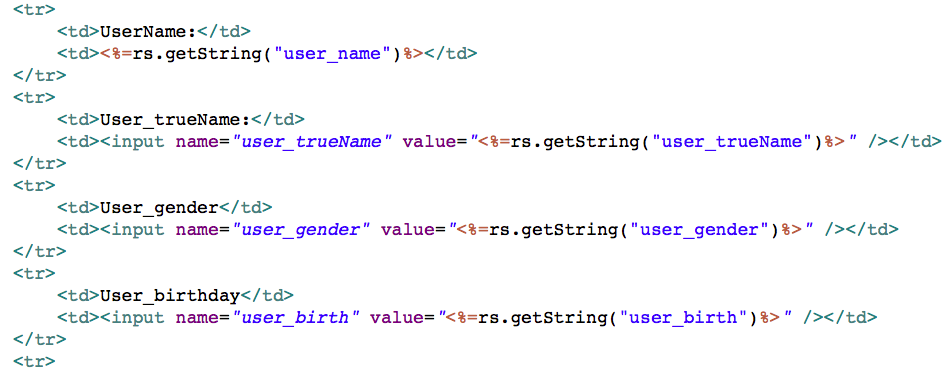 <tr>
    <td>UserName:</td>
    <td><%=rs.getString("user_name")%></td>
</tr>
<tr>
    <td>User_trueName:</td>
    <td><input name="user_trueName" value="<%=rs.getString("user_trueName")%>" /></td>
</tr>
<tr>
    <td>User_gender</td>
    <td><input name="user_gender" value="<%=rs.getString("user_gender")%>" /></td>
</tr>
<tr>
    <td>User_birthday</td>
    <td><input name="user_birth" value="<%=rs.getString("user_birth")%>" /></td>
</tr>
<tr>